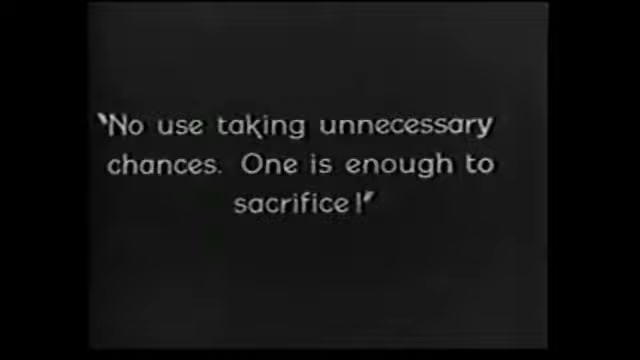 "No use taking unnecessary
chances. One is enough to
sacrifice!"